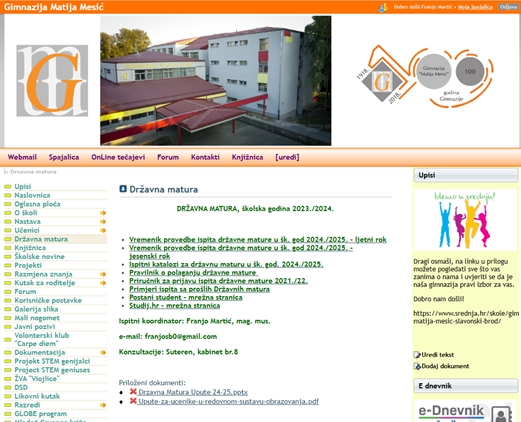 Gimnazija Matija Mesić
Dobro došli Franjo Martić • Moja Spajalica
Odjava
G
1918.
2018.
G
Gimnazija
"Matija Mesić"
100
godina
Gimnazije
Webmail Spajalica OnLine tečajevi Forum Kontakti Knjižnica [uredi]
Drzavna matura
Upisi
Naslovnica
Oglasna ploča
O školi
Nastava
Učenici
Državna matura
Knjižnica
Školske novine
Projekti
Razmjena znanja
Kutak za roditelje
Forum
Korisničke postavke
Galerija slika
Mali nogomet
Javni pozivi
Volonterski klub
"Carpe diem"
Dokumentacija
Projekt STEM genijalci
Project STEM geniuses
ŽVA "Viojlice"
DSD
Likovni kutak
Razredi
GLOBE program
Državna matura
DRŽAVNA MATURA, školska godina 2023./2024.
Vremenik provedbe ispita državne mature u šk. god 2024./2025. - ljetni rok
Vremenik provedbe ispita državne mature u šk. god 2024./2025. -
jesenski rok
Ispitni katalozi za državnu maturu u šk. god. 2024./2025.
Pravilnik o polaganju državne mature
Priručnik za prijavu ispita državne mature 2021./22.
Primjeri ispita sa prošlih Državnih matura
Postani student - mrežna stranica
Studij.hr - mrežna stranica
Ispitni koordinator: Franjo Martić, mag. mus.
e-mail: franjosb0@gmail.com
Konzultacije: Suteren, kabinet br.8
Priloženi dokumenti:
Drzavna Matura Upute 24-25.pptx
Upute-za-ucenike-u-redovnom-sustavu-obrazovanja.pdf
Upisi
Idemo u srednju!
Dragi osmaši, na linku u prilogu
možete pogledati sve što vas
zanima o nama i uvjeriti se da je
naša gimnazija pravi izbor za vas.
Dobro nam došli!
https://www.srednja.hr/skole/gim
matija-mesic-slavonski-brod/
Uredi tekst
Dodaj dokument
E dnevnik
e-Dnevnik